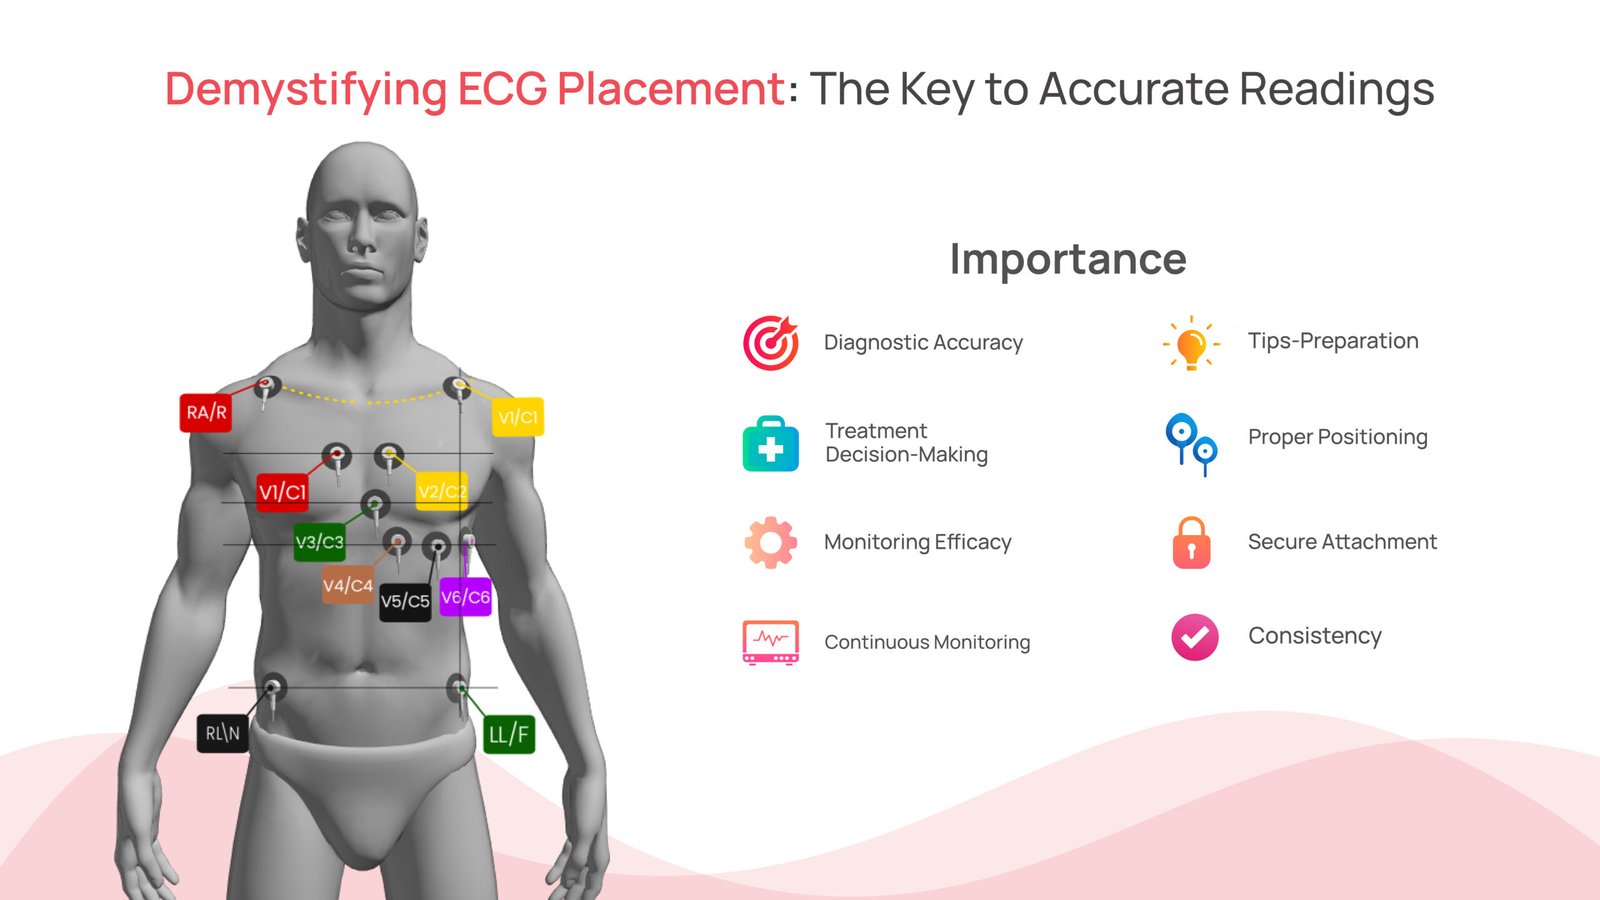 Demystifying ECG Placement: The Key to Accurate Readings
Importance
Diagnostic Accuracy
Treatment
Decision-Making
Monitoring Efficacy
Continuous Monitoring
Tips-Preparation
Proper Positioning
Secure Attachment
Consistency
RA/R
V1/C1
V1/C1
V2/C2
V3/C3
V4/C4
V5/C5
V6/C6
RL\N
LL/F